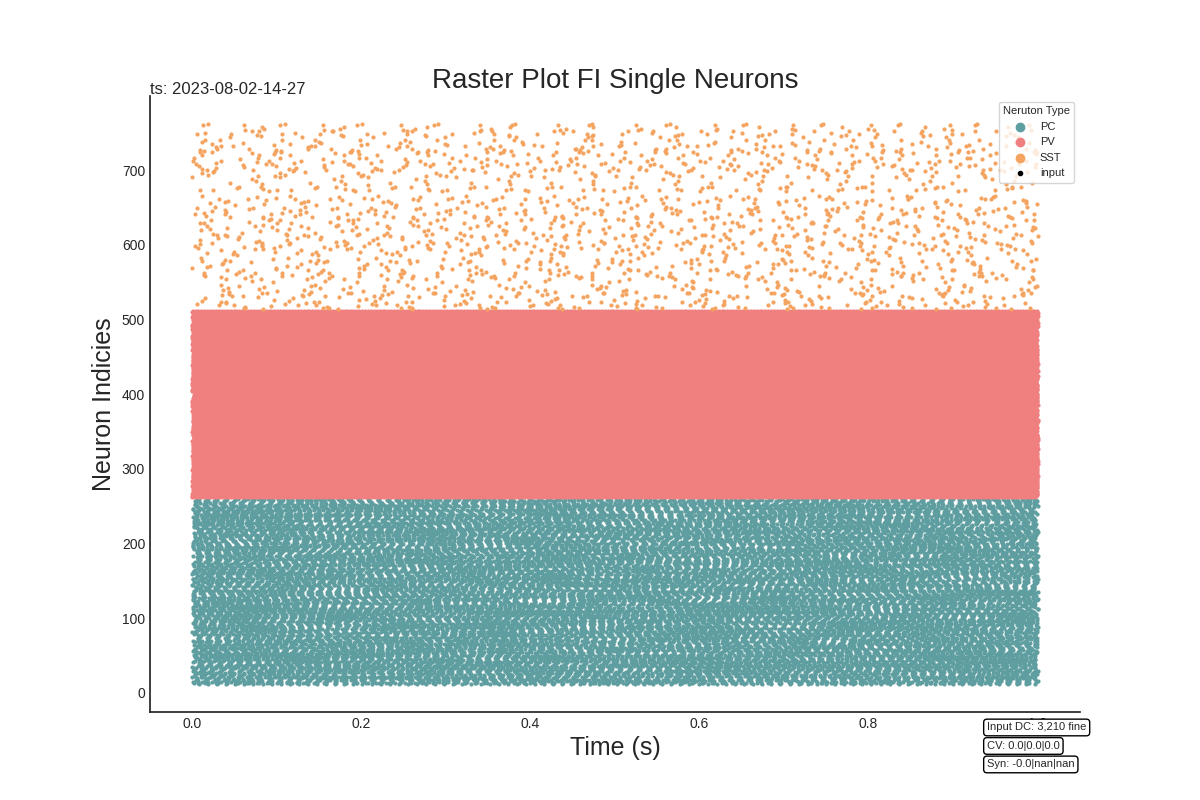 Raster Plot FI Single Neurons
ts: 2023-08-02-14-27
Neruton Type
PC
PV
SST
input
Neuron Indicies
700
600
500
400
300
200
100
0
0.0 0.2 0.4 0.6 0.8
Time (s)
Input DC: 3,210 fine
CV: 0.0|0.0|0.0
Syn: -0.0|nan|nan